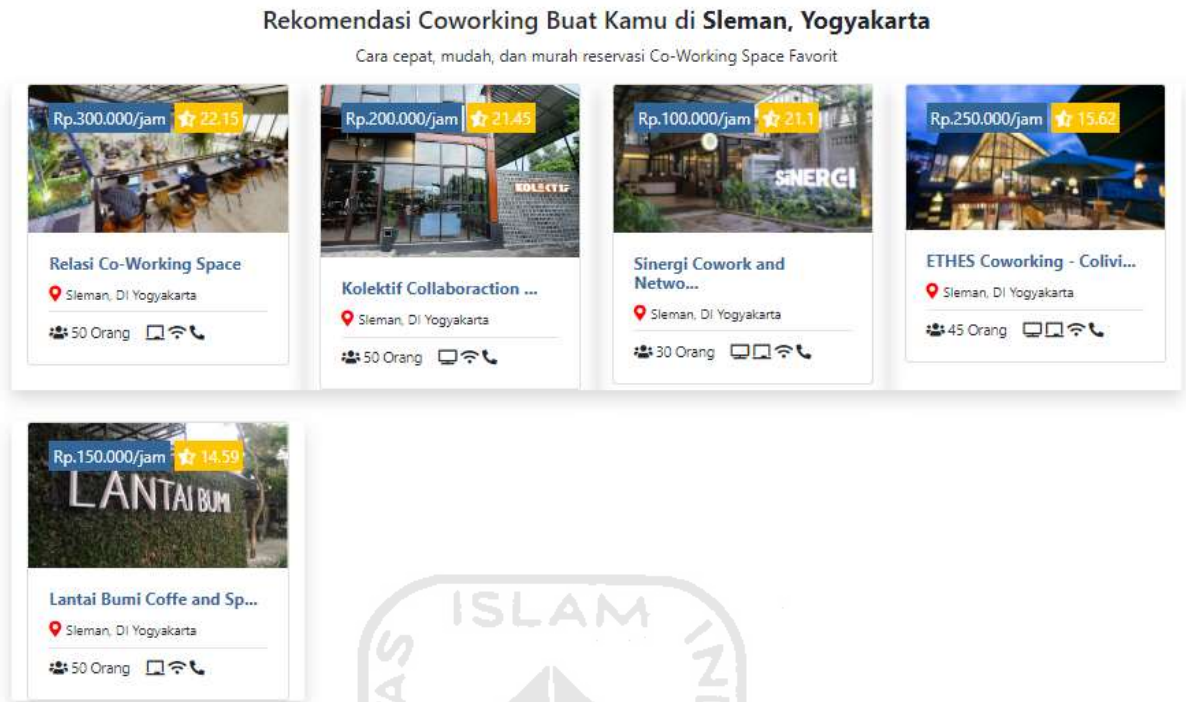 Rekomendasi Coworking Buat Kamu di Sleman, Yogyakarta
Cara cepat, mudah, dan murah reservasi Co-Working Space Favorit
Rp.300.000/jam 22.15
Relasi Co-Working Space
Sleman, DI Yogyakarta
50 Orang
Rp.200.000/jam 21.45
KOLEKTIF
Kolektif Collaboraction ...
Sleman, DI Yogyakarta
50 Orang
Rp.100.000/jam 21.1
SiNERGI
Sinergi Cowork and
Netwo...
Sleman, DI Yogyakarta
30 Orang
Rp.250.000/jam 15.62
ETHES Coworking - Colivi...
Sleman, DI Yogyakarta
45 Orang
Rp.150.000/jam 14.59
LANTAI BUMI
Lantai Bumi Coffe and Sp...
Sleman, DI Yogyakarta
50 Orang
ISLAM